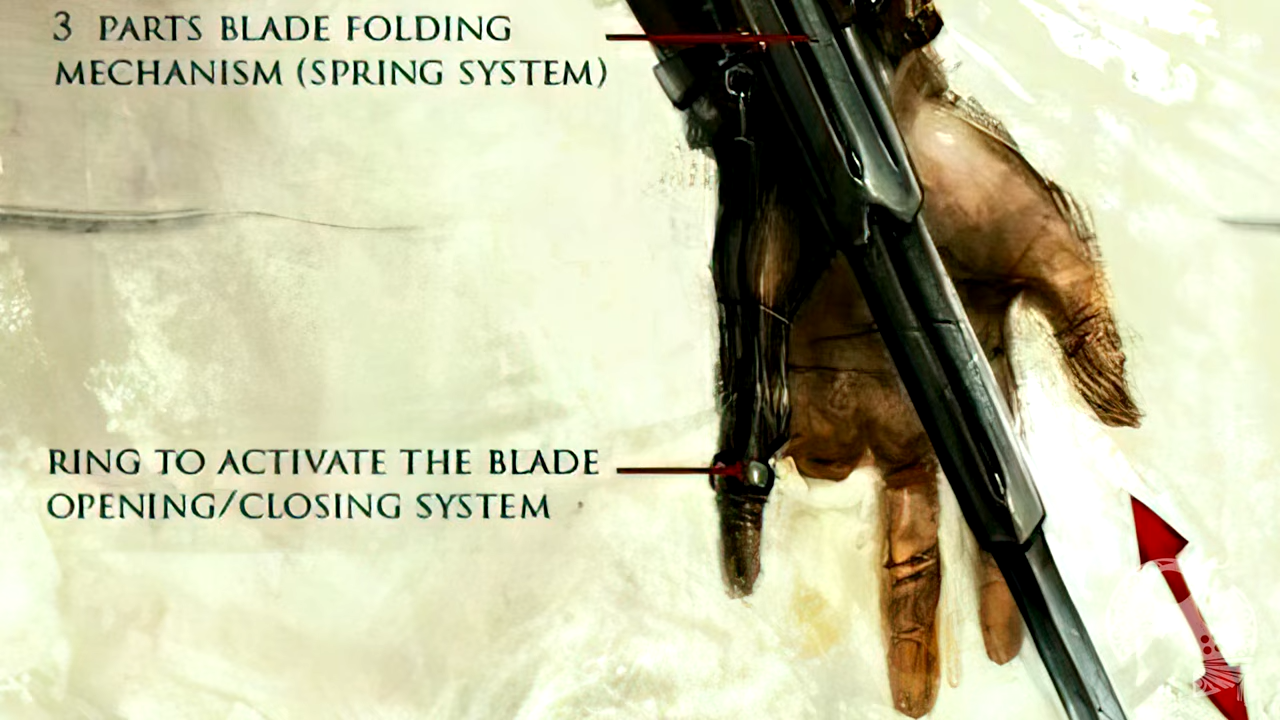 3 PARTS BLADE FOLDING
MECHANISM (SPRING SYSTEM)
RING TO ACTIVATE THE BLADE
OPENING/CLOSING SYSTEM